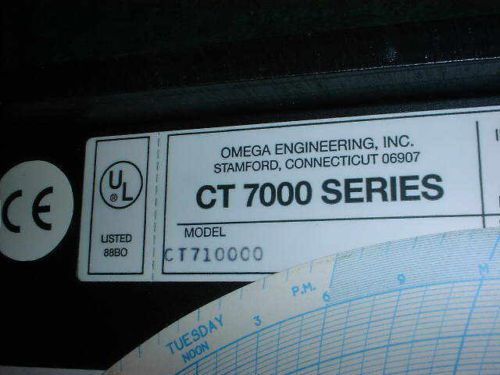 CE
UL
®
LISTED
88BO
OMEGA ENGINEERING, INC.
STAMFORD, CONNECTICUT 06907
CT 7000 SERIES
MODEL
CT710000
TUESDAY
NOON 3 P.M. 6 9 M